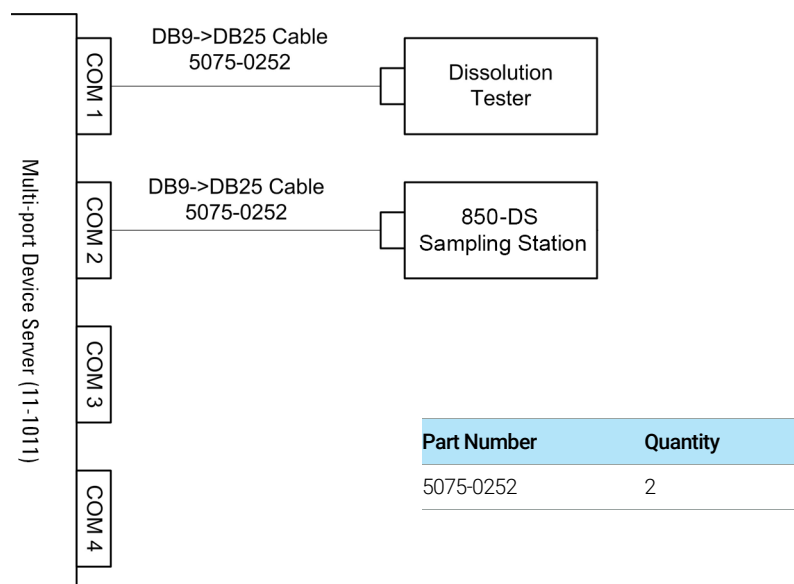 DB9->DB25 Cable
5075-0252
COM 1
Dissolution
Tester
DB9->DB25 Cable
5075-0252
COM 2
850-DS
Sampling Station
Multi-port Device Server (11-1011)
COM 3
COM 4
Part Number Quantity
5075-0252 2